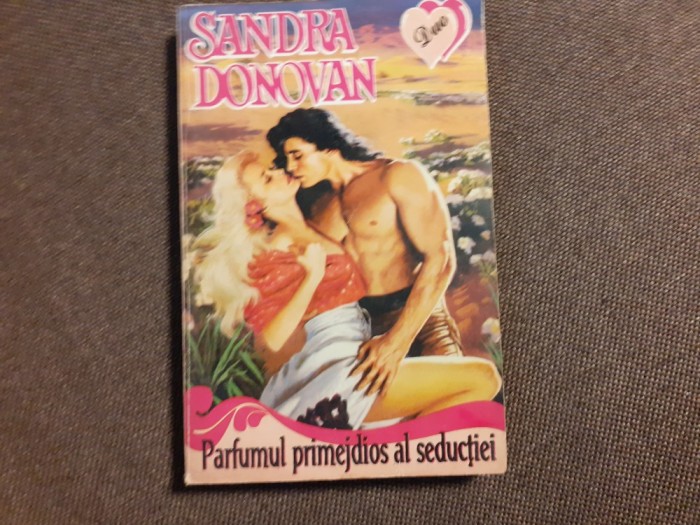 SANDRA
DONOVAN
Duo
Parfumul primejdios al seducției